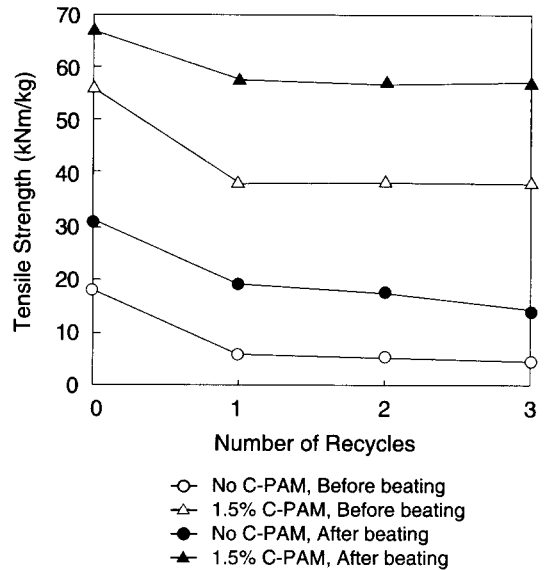 70
60
50
40
30
20
10
0
Tensile Strength (kNm/kg)
0 1 2 3
Number of Recycles
No C-PAM, Before beating
1.5% C-PAM, Before beating
No C-PAM, After beating
1.5% C-PAM, After beating